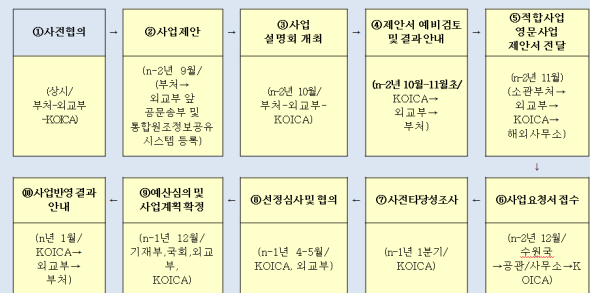 ①사전협의
→
②사업제안
→
③사업
설명회 개최
→
④제안서 예비검토
및 결과 안내
→
⑤적합사업
영문사업
제안서 전달
(상시/
부처-외교부
-KOICA)
(n-2년 9월/
(부처→
외교부 앞
공문송부 및
통합원조정보공유
시스템 등록)
(n-2년 10월/
부처-외교부-
KOICA)
(n-2년 10월-11월초/
KOICA→
외교부→
부처)
(n-2년 11월)
(소관부처→
외교부→
KOICA→
해외사무소)
↓
⑩사업반영 결과
안내
←
⑨예산심의 및
사업계획 확정
←
⑧선정심사 및 협의
←
⑦사전타당성조사
←
⑥사업요청서 접수
(n년 1월/
KOICA→
외교부→
부처)
(n-1년 12월/
기재부,국회,외교
부,
KOICA)
(n-1년 4-5월/
KOICA, 외교부)
(n-1년 1분기/
KOICA)
(n-2년 12월/
수원국
→공관/사무소→K
OICA)